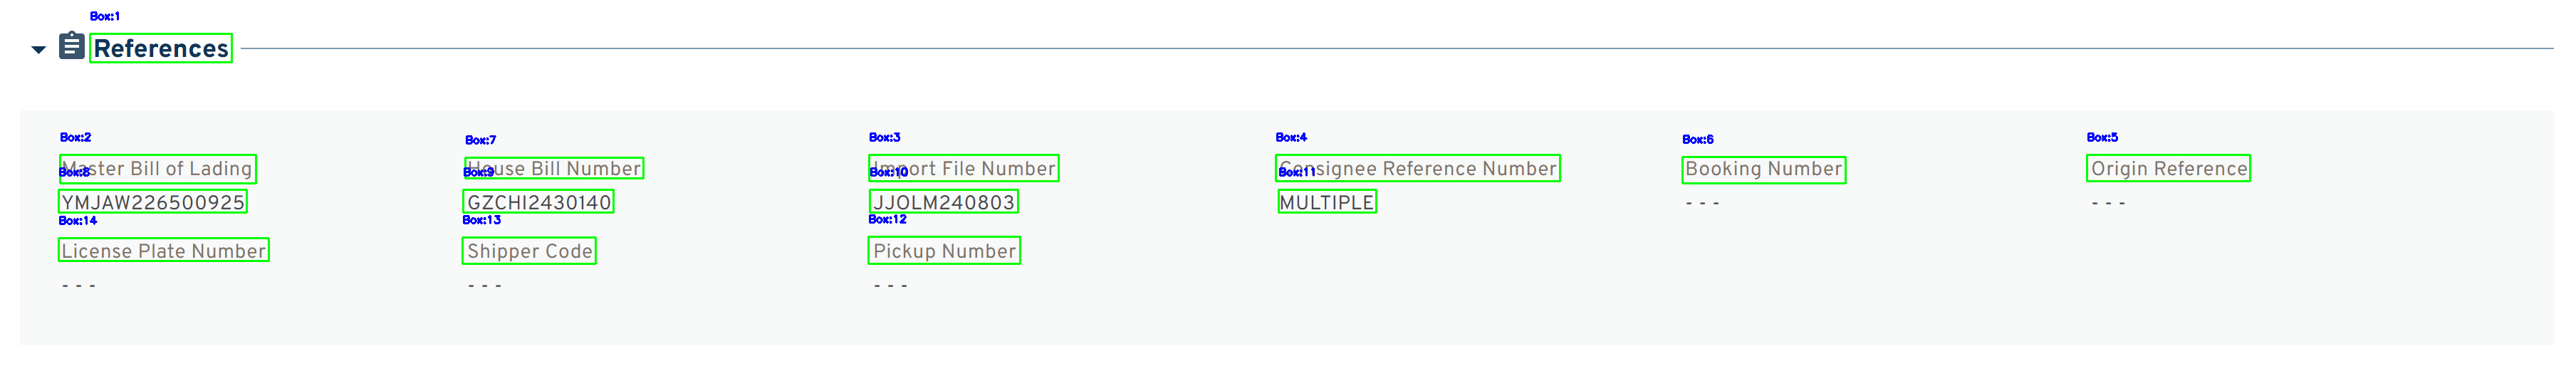 Box:1
References
Box:2 Box:7 Box:3 Box:4 Box:6 Box:5
Master Bill of Lading House Bill Number Import File Number Consignee Reference Number Booking Number Origin Reference
Box:8 Box:9 Box:10 Box:11
YMJAW226500925 GZCHI2430140 JJOLM240803 MULTIPLE --- ---
Box:14 Box:13 Box:12
License Plate Number Shipper Code Pickup Number
--- --- ---